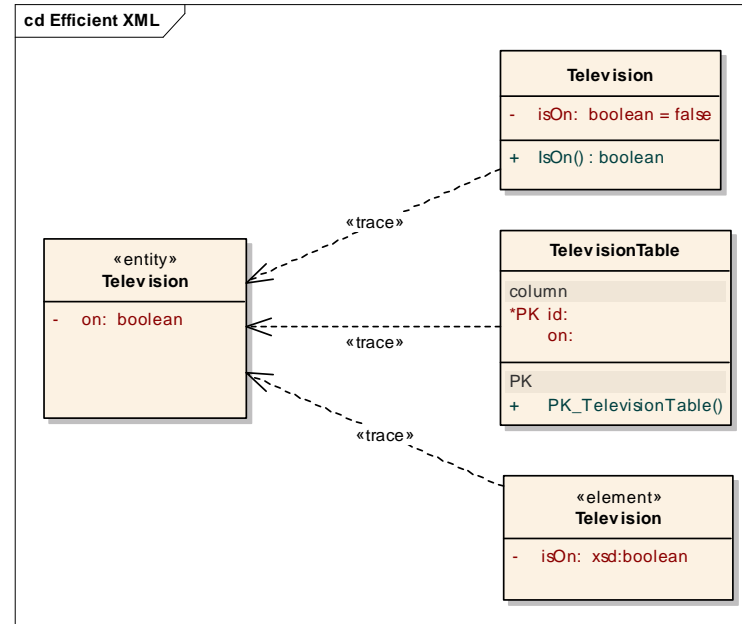 cd Efficient XML
Television
- isOn: boolean = false
+ IsOn() : boolean
«trace»
«entity»
Television
- on: boolean
TelevisionTable
column
*PK id:
on:
PK
+ PK_TelevisionTable()
«trace»
«trace»
«element»
Television
- isOn: xsd:boolean